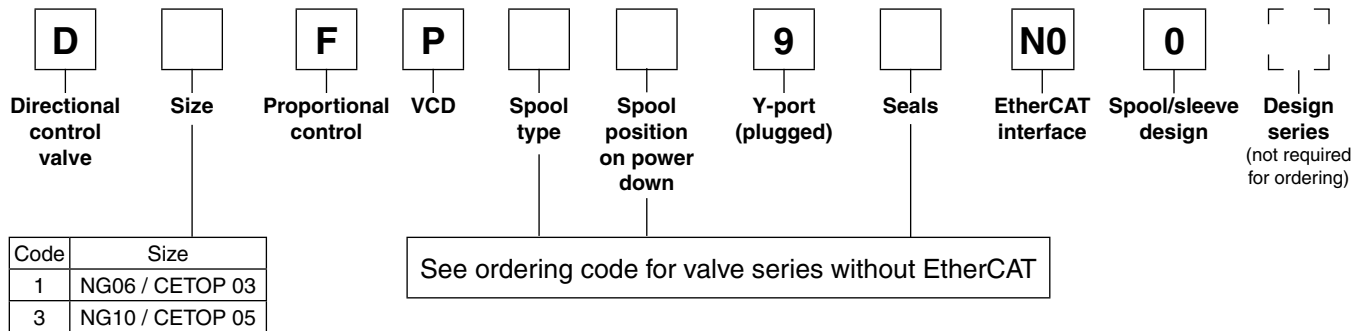 D F P 9 N0 0
Directional control valve
Size
Proportional control
VCD
Spool type
Spool position on power down
Y-port (plugged)
Seals
EtherCAT interface
Spool/sleeve design
Design series (not required for ordering)
Code Size
1 NG06 / CETOP 03
3 NG10 / CETOP 05
See ordering code for valve series without EtherCAT